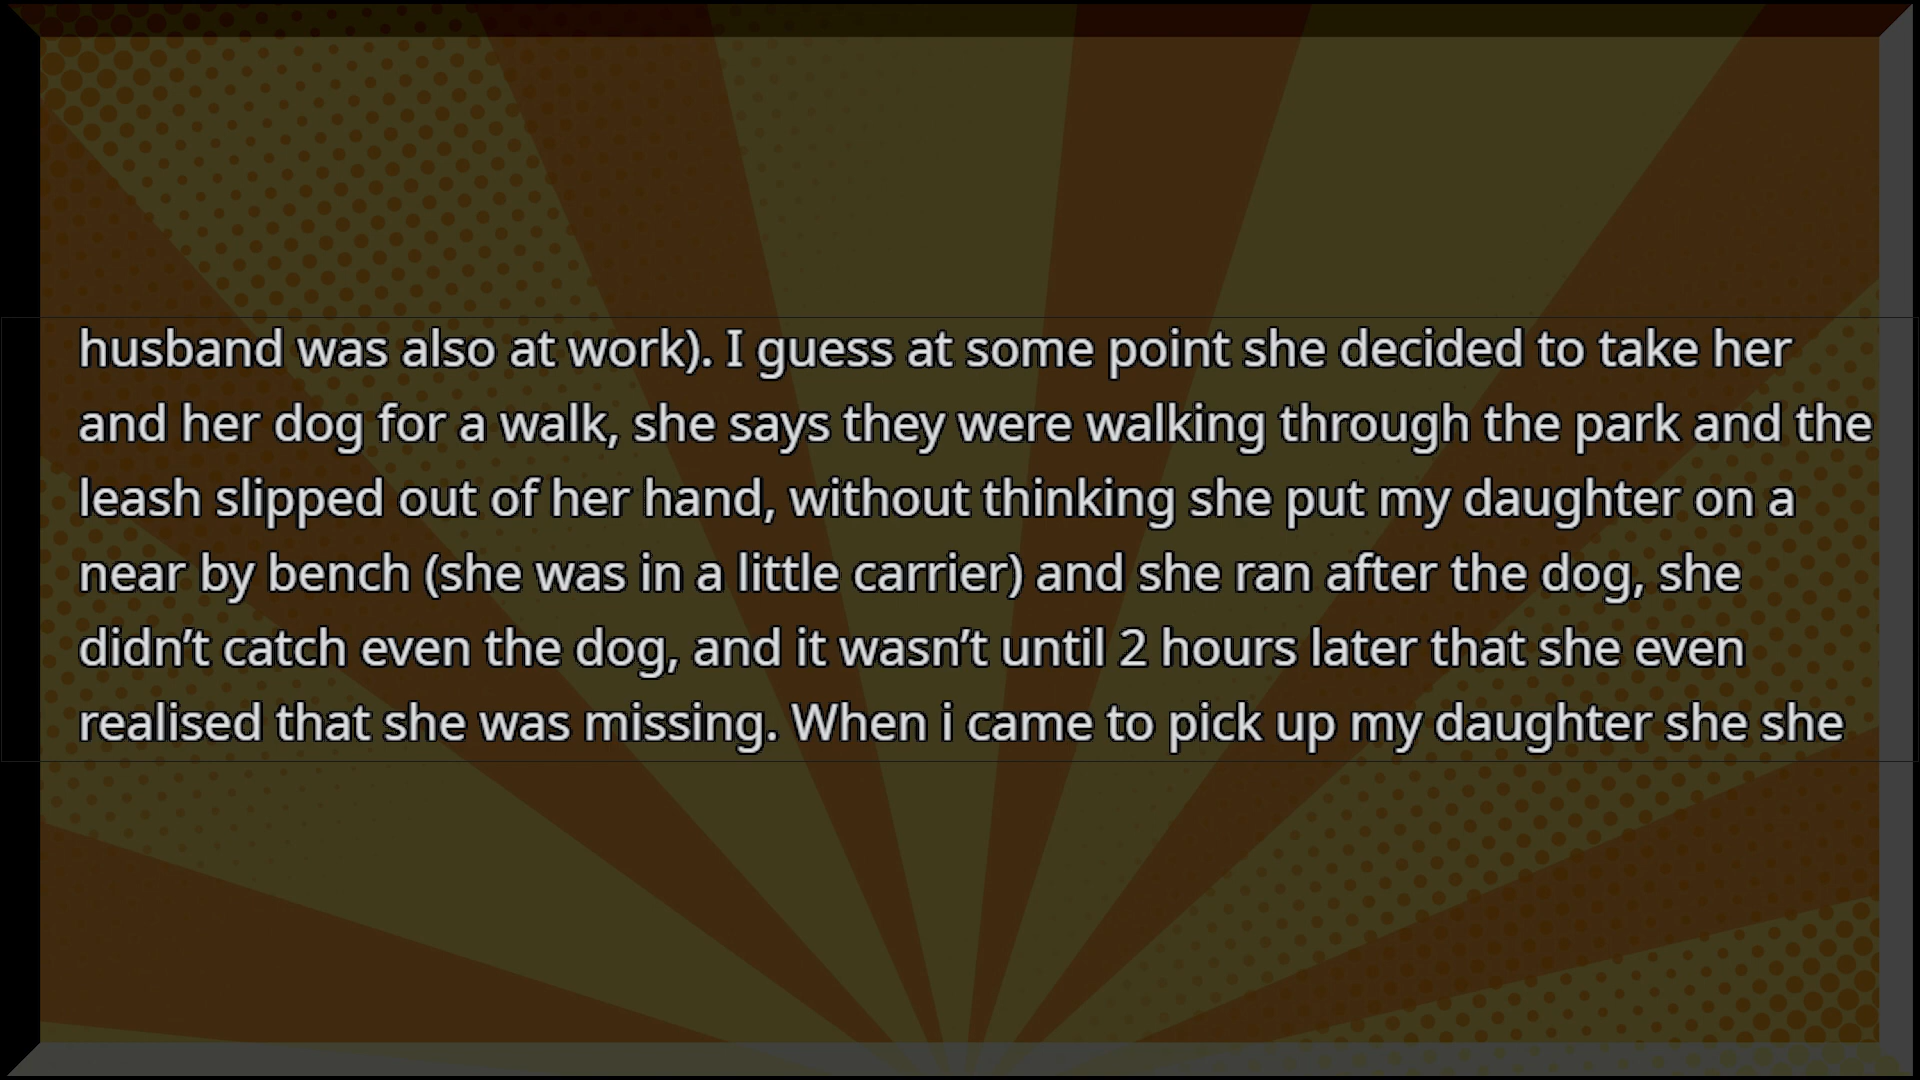 husband was also at work). I guess at some point she decided to take her
and her dog for a walk, she says they were walking through the park and the
leash slipped out of her hand, without thinking she put my daughter on a
near by bench (she was in a little carrier) and she ran after the dog, she
didn’t catch even the dog, and it wasn’t until 2 hours later that she even
realised that she was missing. When i came to pick up my daughter she she